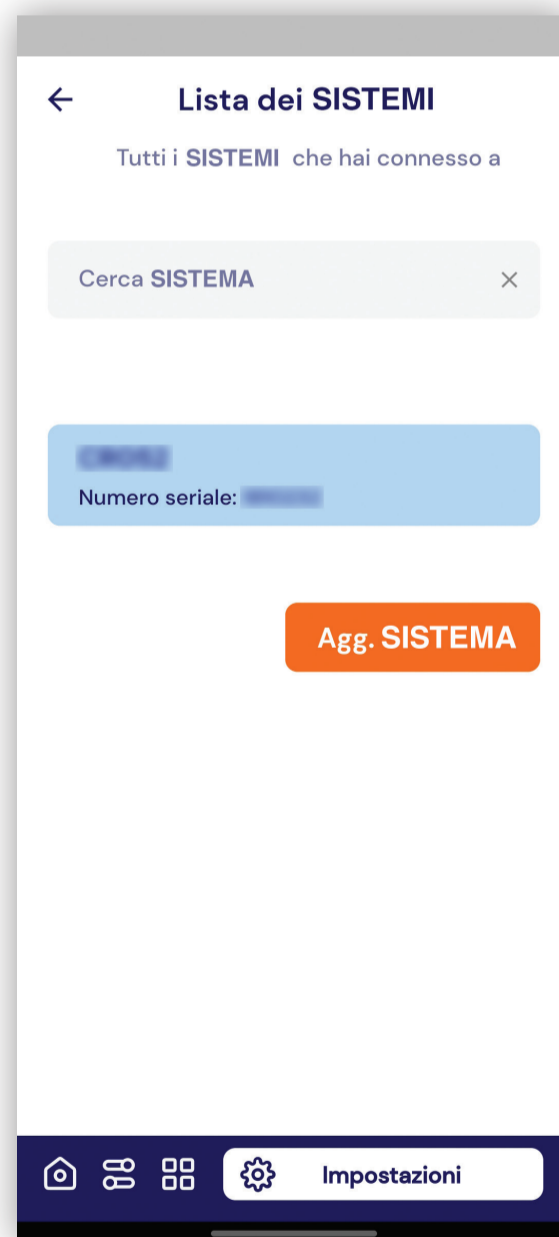 Lista dei SISTEMI
Tutti i SISTEMI che hai connesso a
Cerca SISTEMA
Numero seriale:
Agg. SISTEMA
Impostazioni